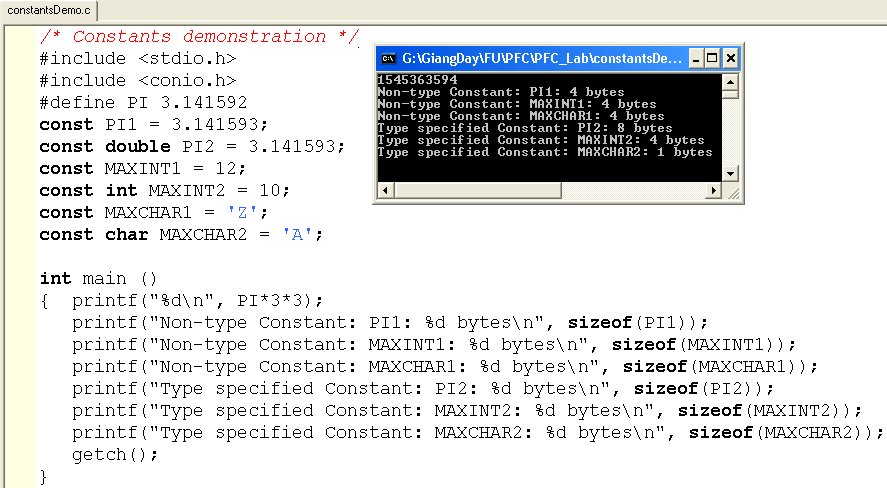 constantsDemo.c
/* Constants demonstration */
#include <stdio.h>
#include <conio.h>
#define PI 3.141592
const PI1 = 3.141593;
const double PI2 = 3.141593;
const MAXINT1 = 12;
const int MAXINT2 = 10;
const MAXCHAR1 = 'Z';
const char MAXCHAR2 = 'A';
int main ()
{ printf("%d\n", PI*3*3);
printf("Non-type Constant: PI1: %d bytes\n", sizeof(PI1));
printf("Non-type Constant: MAXINT1: %d bytes\n", sizeof(MAXINT1));
printf("Non-type Constant: MAXCHAR1: %d bytes\n", sizeof(MAXCHAR1));
printf("Type specified Constant: PI2: %d bytes\n", sizeof(PI2));
printf("Type specified Constant: MAXINT2: %d bytes\n", sizeof(MAXINT2));
printf("Type specified Constant: MAXCHAR2: %d bytes\n", sizeof(MAXCHAR2));
getch();
}
G:\GiangDay\FU\PFC\PFC_Lab\constantsDe...
1545363594
Non-type Constant: PI1: 4 bytes
Non-type Constant: MAXINT1: 4 bytes
Non-type Constant: MAXCHAR1: 4 bytes
Type specified Constant: PI2: 8 bytes
Type specified Constant: MAXINT2: 4 bytes
Type specified Constant: MAXCHAR2: 1 bytes